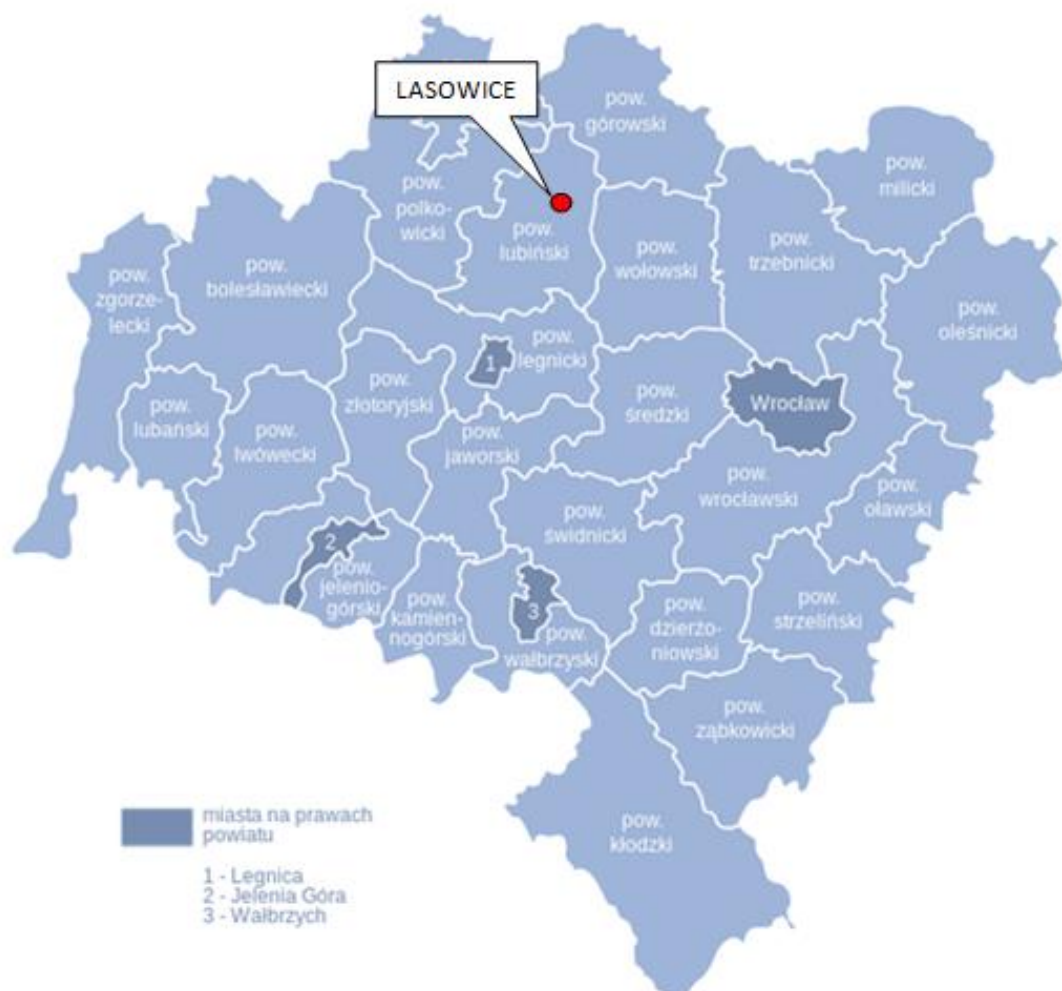 LASOWICE
pow.
górowski
pow.
milicki
pow.
polko-
wicki
pow.
lubiński
pow.
wołowski
pow.
trzebnicki
pow.
zgorze-
lecki
pow.
bolesławiecki
pow.
oleśnicki
1
pow.
legnicki
pow.
złotoryjski
pow.
średzki
Wrocław
pow.
lubański
pow.
lwówecki
pow.
jaworski
pow.
wrocławski
pow.
oławski
pow.
świdnicki
2
pow.
jelenio-
górski
pow.
kamien-
nogórski
3
pow.
wałbrzyski
pow.
dzierżo-
niowski
pow.
strzeliński
pow.
ząbkowicki
pow.
kłodzki
miasta na prawach
powiatu
1 - Legnica
2 - Jelenia Góra
3 - Wałbrzych